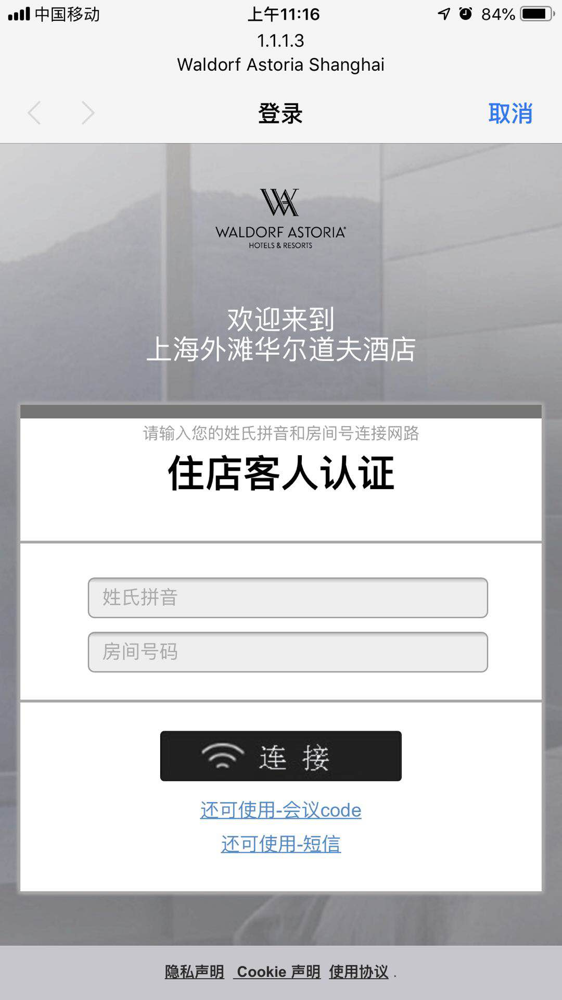 中国移动 上午11:16 84%
1.1.1.3
Waldorf Astoria Shanghai
登录 取消
WA
WALDORF ASTORIA®
HOTELS & RESORTS
欢迎来到
上海外滩华尔道夫酒店
请输入您的姓氏拼音和房间号连接网路
住店客人认证
姓氏拼音
房间号码
连接
还可使用-会议code
还可使用-短信
隐私声明 Cookie 声明 使用协议 .